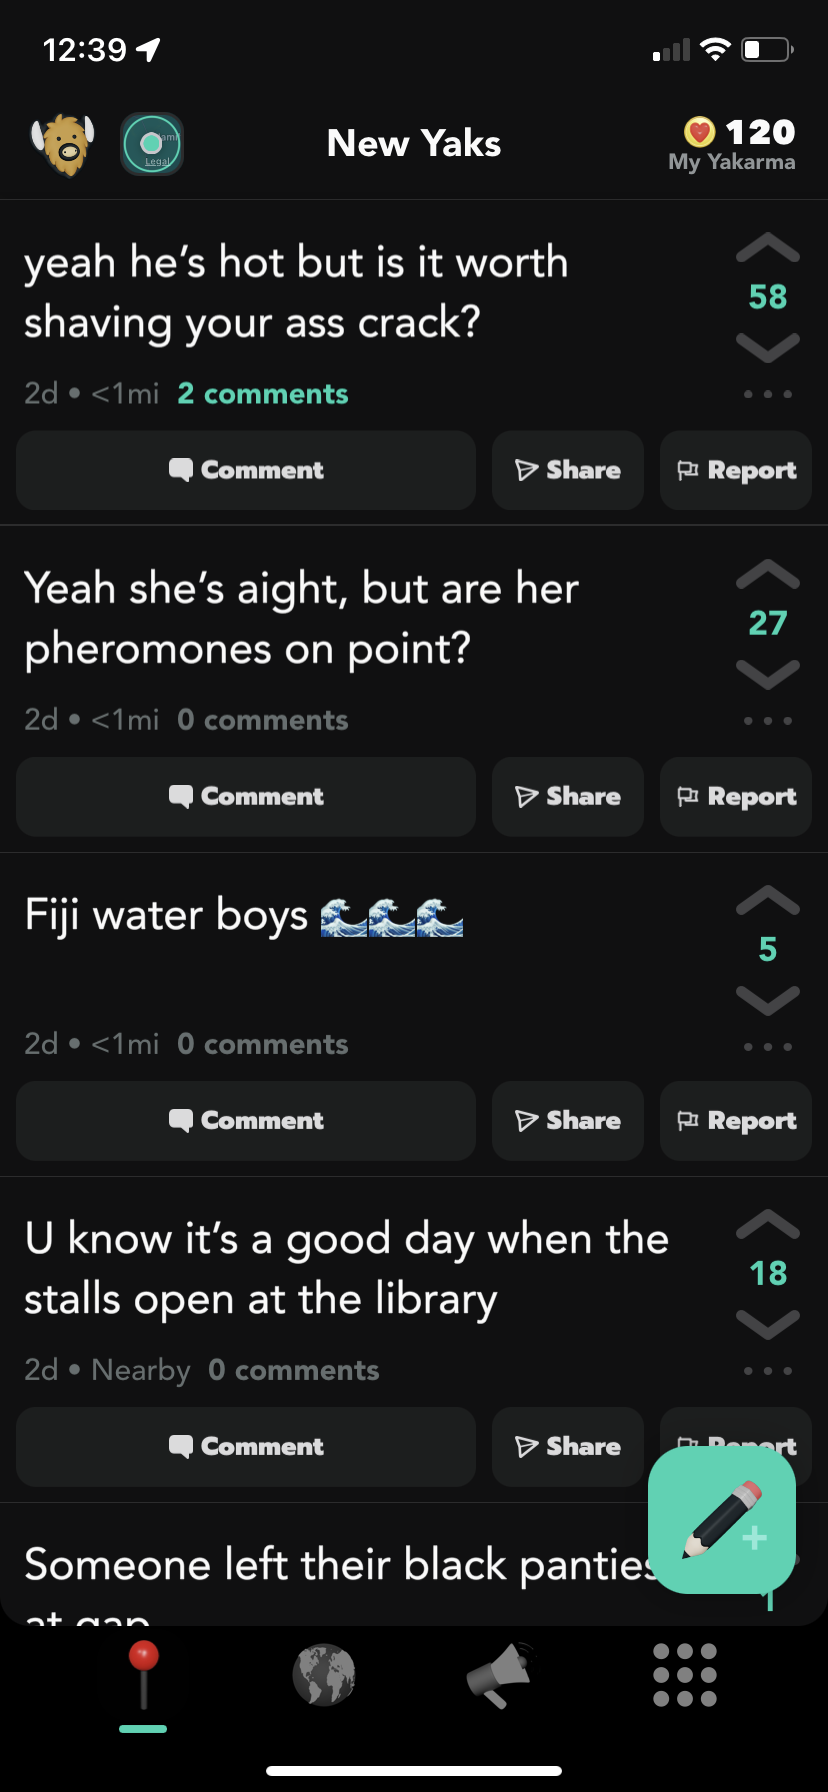 12:39
Legal
New Yaks
120
My Yakarma
yeah he’s hot but is it worth
shaving your ass crack?
58
2d • <1mi 2 comments
Comment Share Report
Yeah she’s aight, but are her
pheromones on point?
27
2d • <1mi 0 comments
Comment Share Report
Fiji water boys 🌊🌊🌊
5
2d • <1mi 0 comments
Comment Share Report
U know it’s a good day when the
stalls open at the library
18
2d • Nearby 0 comments
Comment Share Report
Someone left their black panties
1
at gap